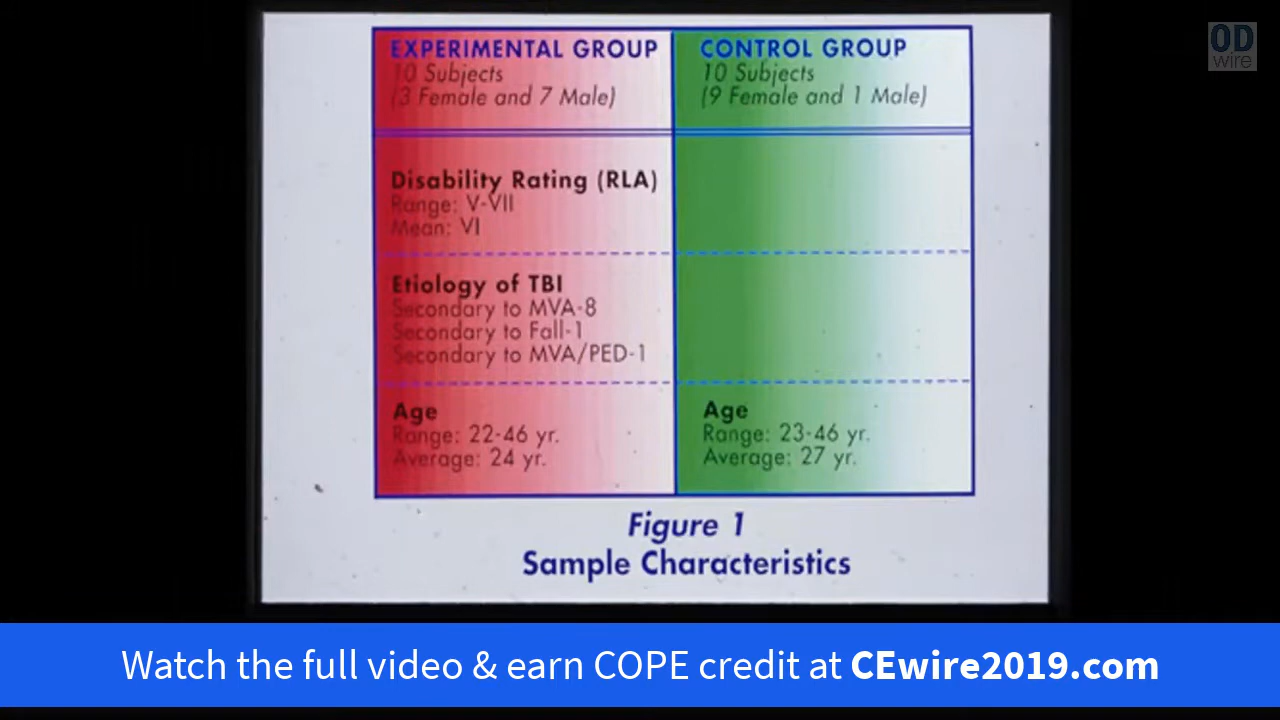 OD
wire
EXPERIMENTAL GROUP
10 Subjects
(3 Female and 7 Male)
CONTROL GROUP
10 Subjects
(9 Female and 1 Male)
Disability Rating (RLA)
Range: V-VII
Mean: VI
Etiology of TBI
Secondary to MVA-8
Secondary to Fall-1
Secondary to MVA/PED-1
Age
Range: 22-46 yr.
Average: 24 yr.
Age
Range: 23-46 yr.
Average: 27 yr.
Figure 1
Sample Characteristics
Watch the full video & earn COPE credit at CEwire2019.com